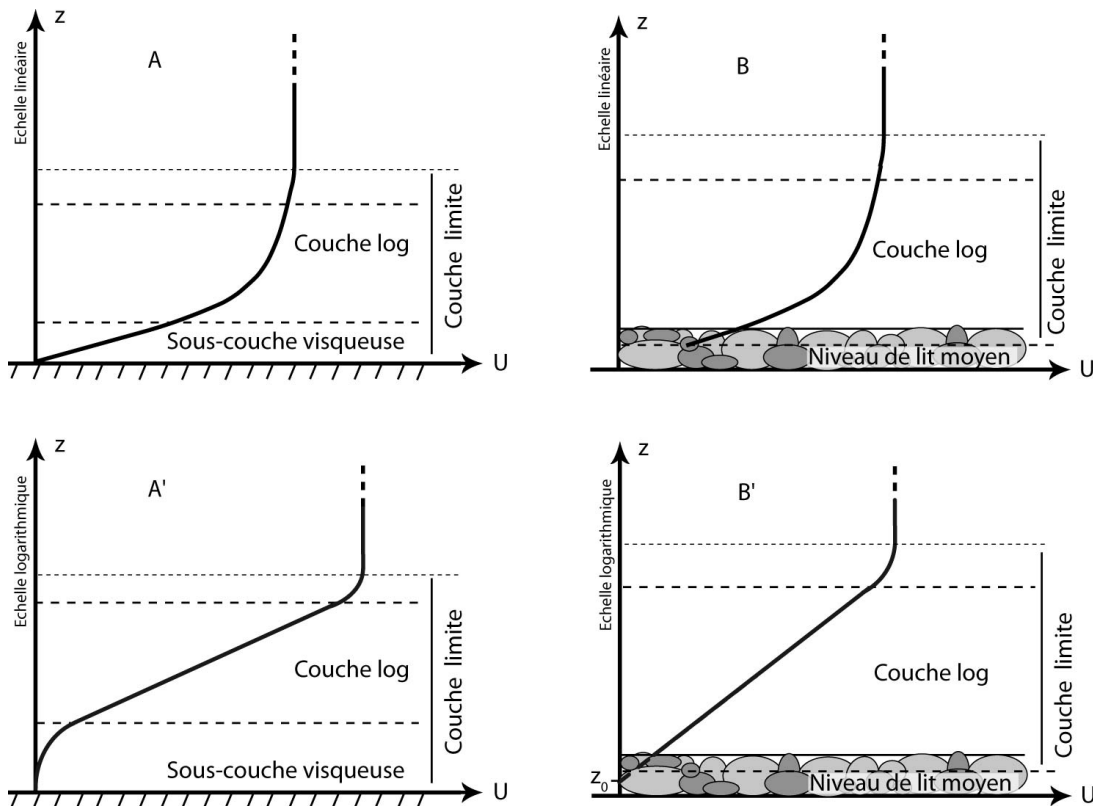 z
Echelle linéaire
A
Couche log
Couche limite
Sous-couche visqueuse
U
z
Echelle linéaire
B
Couche log
Couche limite
Niveau de lit moyen
U
z
Echelle logarithmique
A'
Couche log
Couche limite
Sous-couche visqueuse
U
z
Echelle logarithmique
B'
Couche log
Couche limite
z₀
Niveau de lit moyen
U